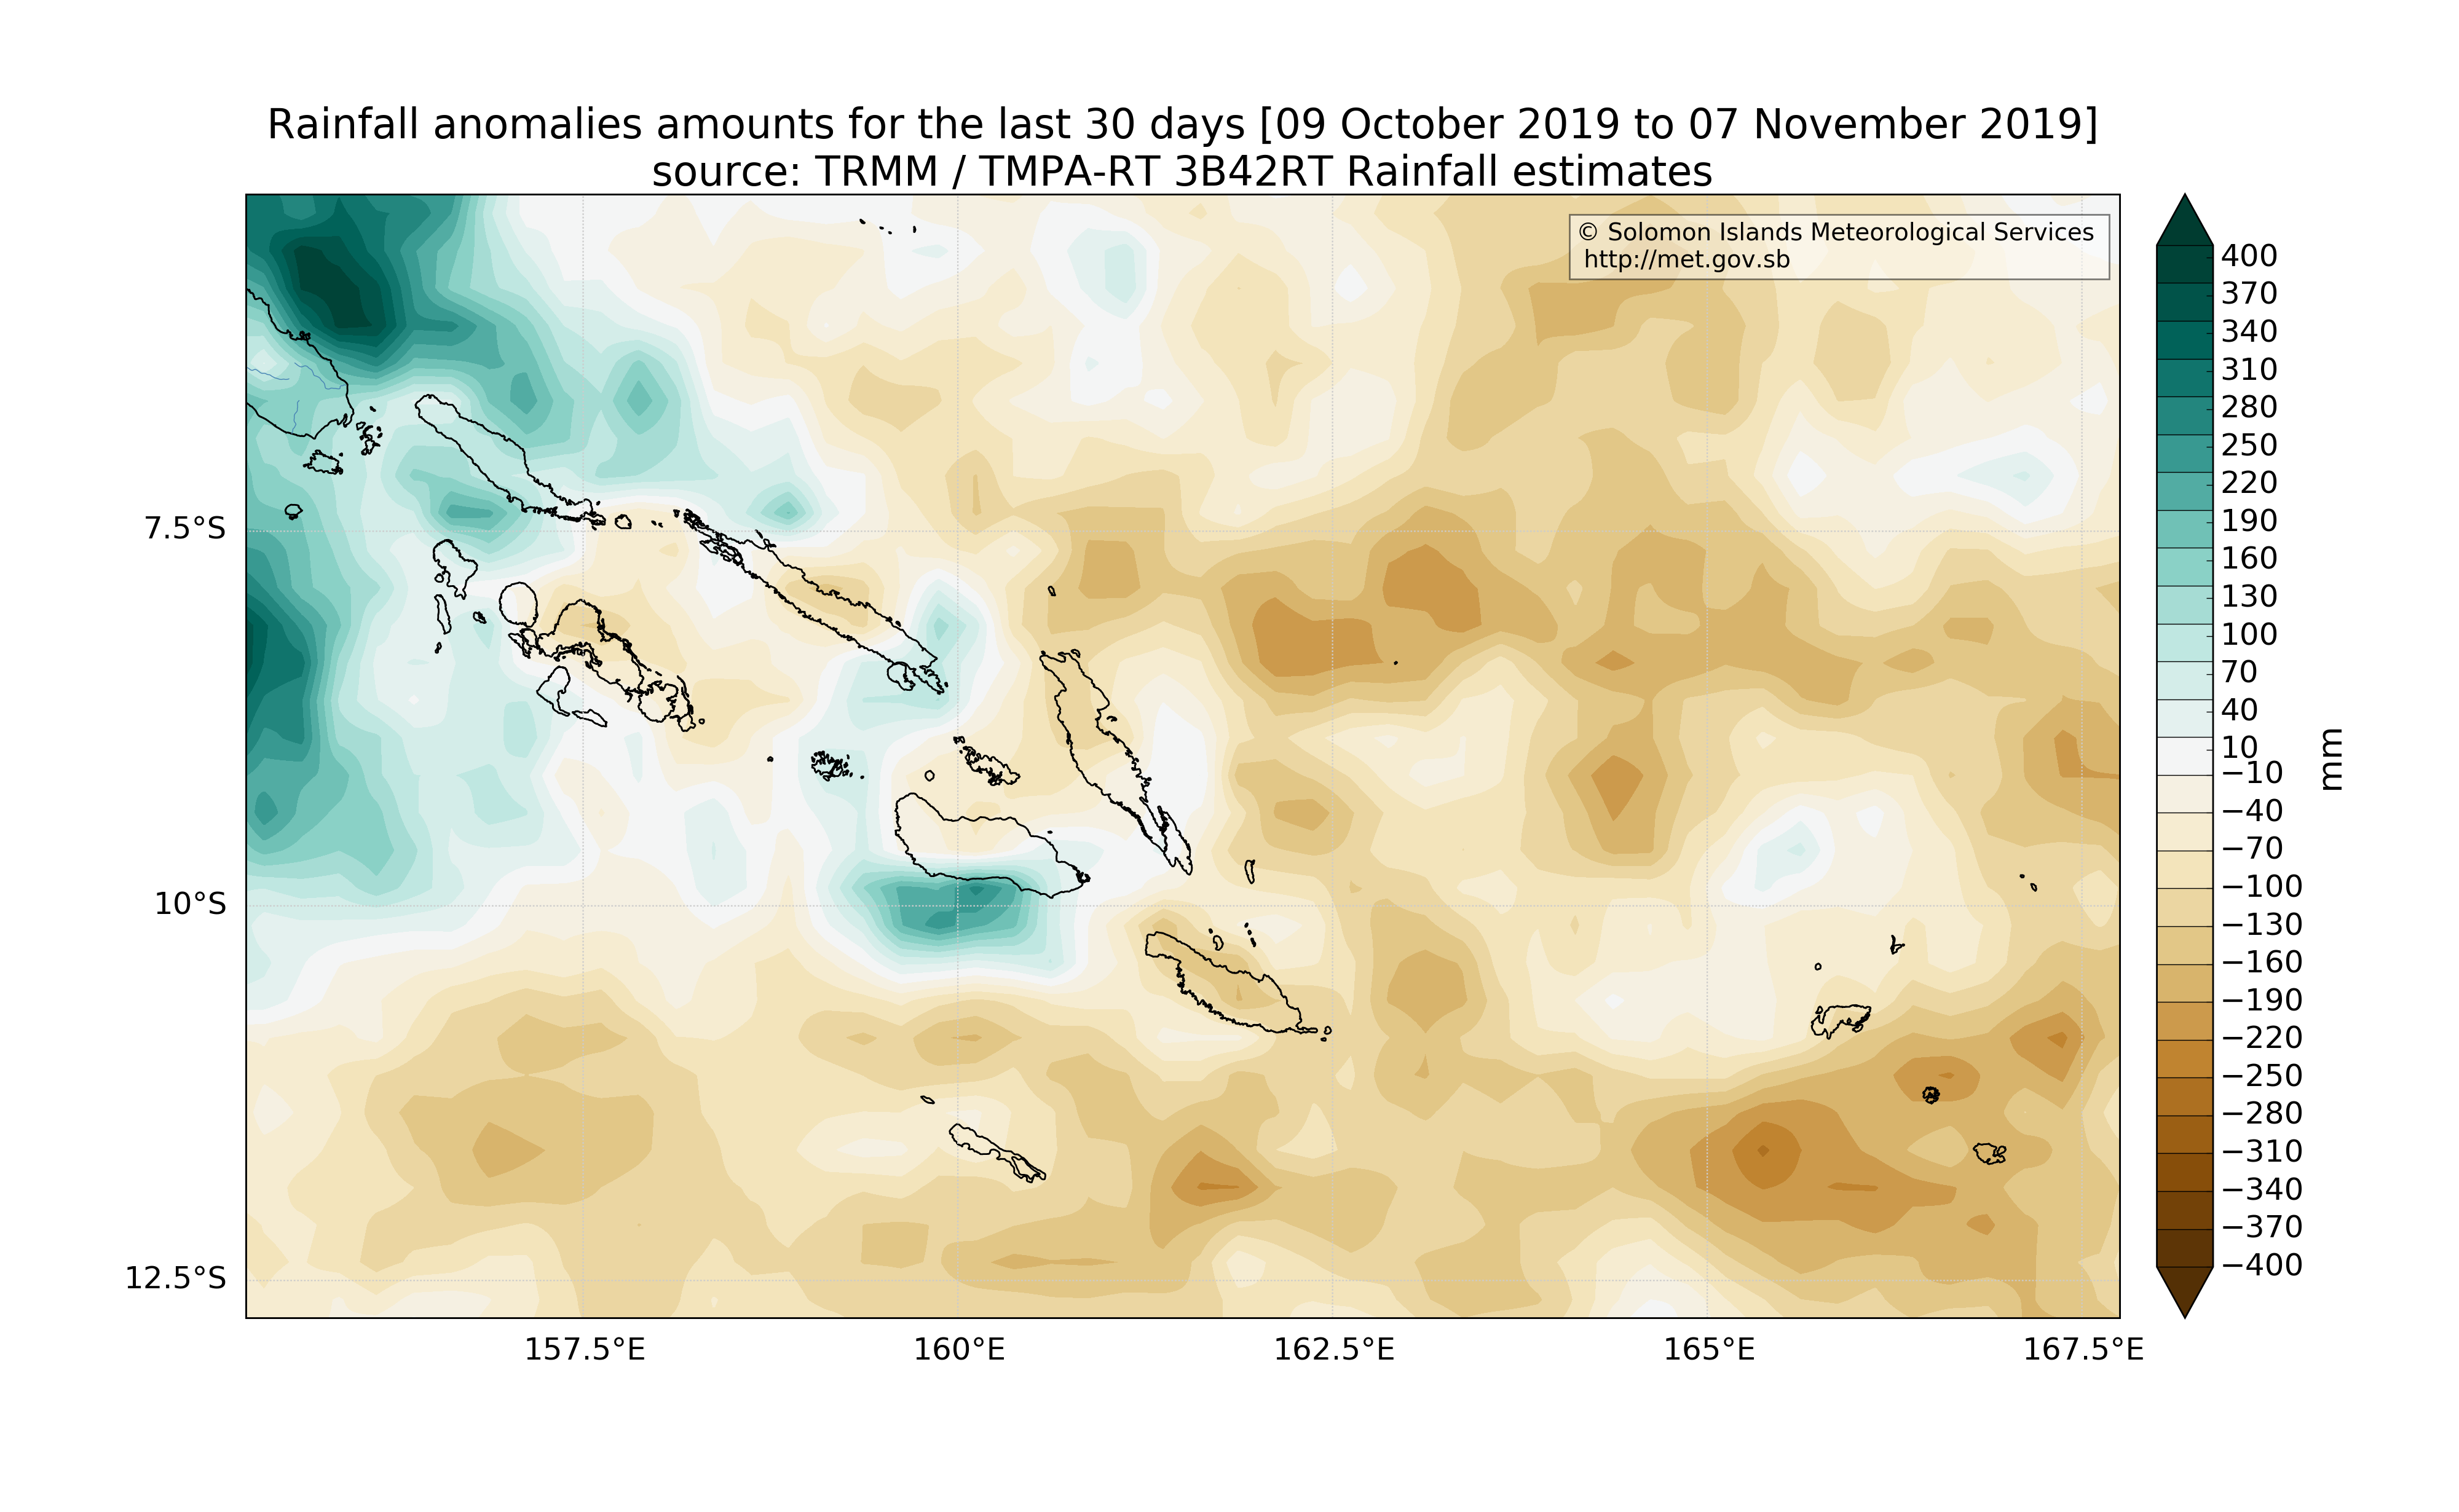 Rainfall anomalies amounts for the last 30 days [09 October 2019 to 07 November 2019]
source: TRMM / TMPA-RT 3B42RT Rainfall estimates
© Solomon Islands Meteorological Services
http://met.gov.sb
7.5°S
10°S
12.5°S
157.5°E
160°E
162.5°E
165°E
167.5°E
400
370
340
310
280
250
220
190
160
130
100
70
40
10
−10
−40
−70
−100
−130
−160
−190
−220
−250
−280
−310
−340
−370
−400
mm